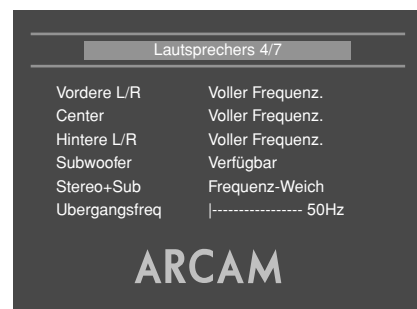 Lautsprechers 4/7
Vordere L/R Voller Frequenz.
Center Voller Frequenz.
Hintere L/R Voller Frequenz.
Subwoofer Verfügbar
Stereo+Sub Frequenz-Weich
Ubergangsfreq |----------------- 50Hz
ARCAM